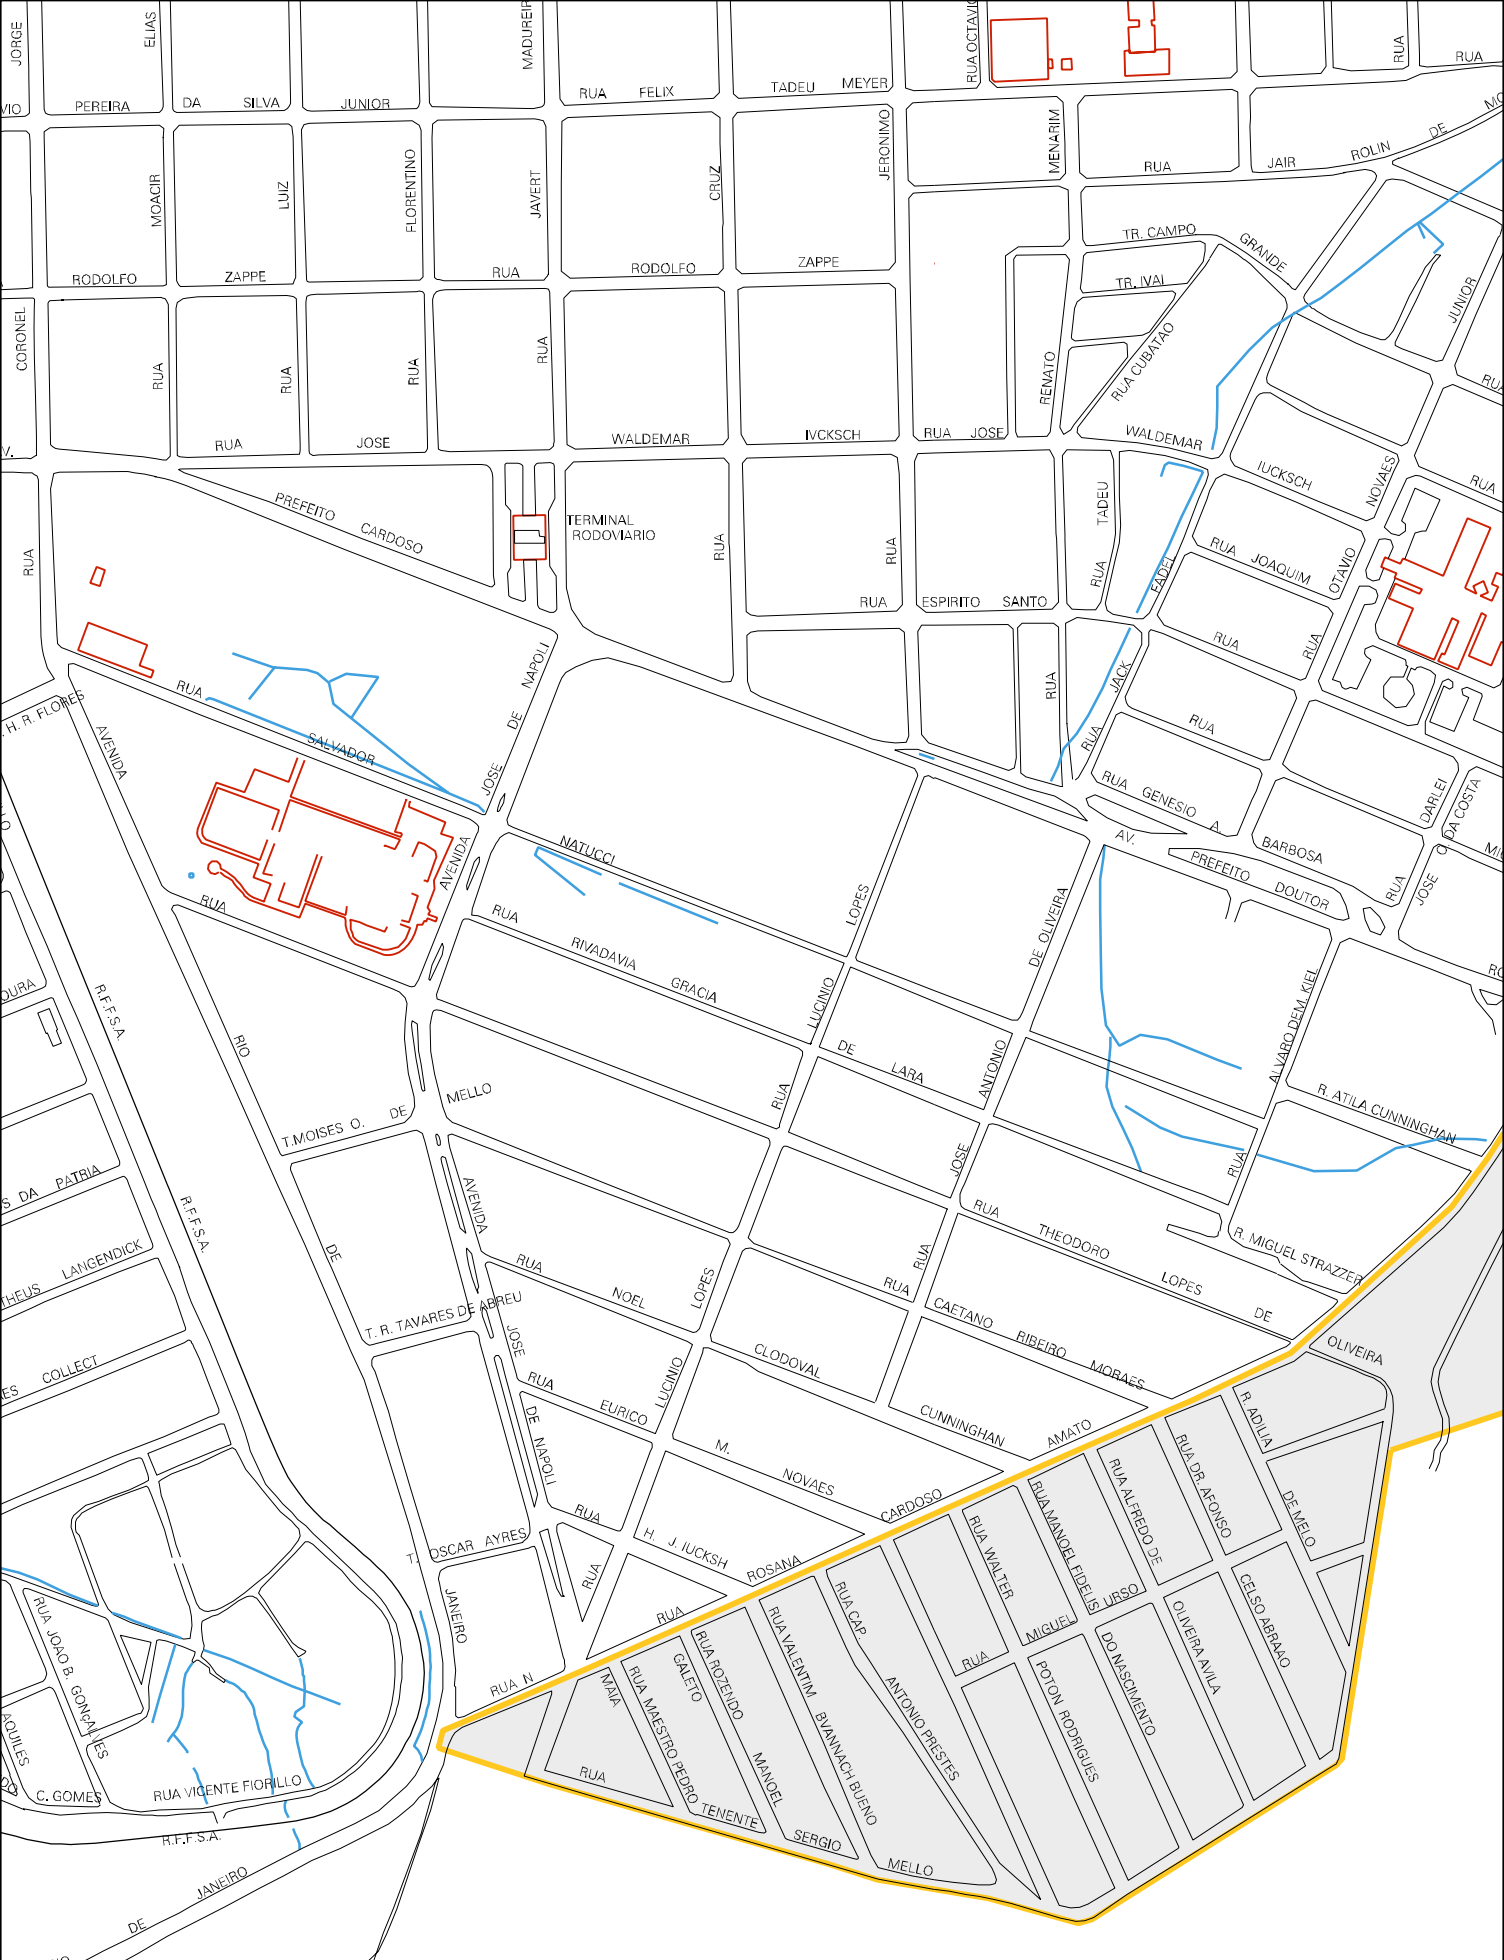 JORGE
ELIAS
MADUREIR
RUA OCTAVIO
RUA
RUA
VIO
PEREIRA
DA SILVA
JUNIOR
RUA FELIX
TADEU MEYER
MOACIR
LUIZ
FLORENTINO
JAVERT
CRUZ
JERONIMO
MENARIM
RUA
JAIR
ROLIN
DE
MO
RODOLFO
ZAPPE
RUA
RODOLFO
ZAPPE
TR. CAMPO
GRANDE
TR. IVAI
JUNIOR
CORONEL
RUA
RUA
RUA
RUA
RENATO
RUA CUBATAO
RUA
V.
RUA
JOSE
WALDEMAR
IVCKSCH
RUA JOSE
WALDEMAR
IUCKSCH
NOVAES
RUA
PREFEITO
CARDOSO
TERMINAL
RODOVIARIO
RUA
RUA
RUA
TADEU
RUA
FADEL
RUA
JOAQUIM
OTAVIO
RUA
ESPIRITO SANTO
RUA
RUA
RUA
JACK
RUA
RUA
H. R. FLORES
AVENIDA
RUA
SALVADOR
NAPOLI
DE
JOSE
AVENIDA
RUA
GENESIO
A.
BARBOSA
DARLEI
O. DA COSTA
MI
AV.
PREFEITO
DOUTOR
RUA
JOSE
RO
NATUCCI
RUA
RUA
RIVADAVIA
GRACIA
LOPES
LUCINIO
RUA
DE OLIVEIRA
ANTONIO
JOSE
RUA
ALVARO DEM. KIEL
RUA
R. ATILA CUNNINGHAN
DE
LARA
OURA
R.F.F.S.A.
RIO
T.MOISES O. DE MELLO
R.F.F.S.A.
S DA PATRIA
THEUS LANGENDICK
ES COLLECT
DE
AVENIDA
RUA
NOEL
LOPES
RUA
THEODORO
LOPES
DE
OLIVEIRA
R. MIGUEL STRAZZER
RUA
CAETANO
RIBEIRO
MORAES
T. R. TAVARES DE ABREU
JOSE
DE NAPOLI
RUA
EURICO
LUCINIO
CLODOVAL
CUNNINGHAN
AMATO
M.
NOVAES
CARDOSO
RUA
H. J. IUCKSH
ROSANA
RUA
RUA
T. OSCAR AYRES
JANEIRO
RUA N
R. ADILIA
DE MELO
RUA DR. AFONSO
CELSO ABRAAO
RUA ALFREDO DE
OLIVEIRA AVILA
RUA MANOEL FIDELIS
DO NASCIMENTO
RUA WALTER
POTON RODRIGUES
RUA
MIGUEL
URSO
RUA CAP.
ANTONIO PRESTES
RUA VALENTIM
BVANNACH BUENO
RUA ROZENDO
MANOEL
GALETO
RUA MAESTRO PEDRO
MAIA
RUA
TENENTE
SERGIO
MELLO
RUA JOAO B. GONÇALVES
AQUILES
DO
C. GOMES
RUA VICENTE FIORILLO
R.F.F.S.A.
JANEIRO
DE